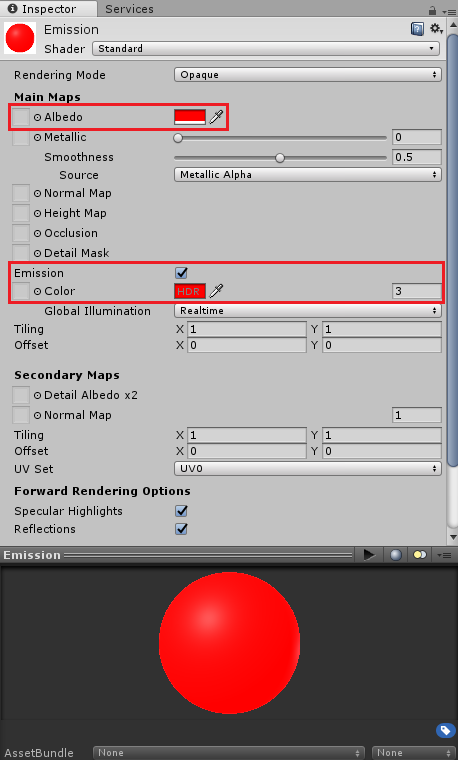 Inspector Services
Emission
Shader Standard
Rendering Mode Opaque
Main Maps
Albedo
Metallic 0
Smoothness 0.5
Source Metallic Alpha
Normal Map
Height Map
Occlusion
Detail Mask
Emission
Color HDR 3
Global Illumination Realtime
Tiling X 1 Y 1
Offset X 0 Y 0
Secondary Maps
Detail Albedo x2
Normal Map 1
Tiling X 1 Y 1
Offset X 0 Y 0
UV Set UV0
Forward Rendering Options
Specular Highlights
Reflections
Emission
AssetBundle None None